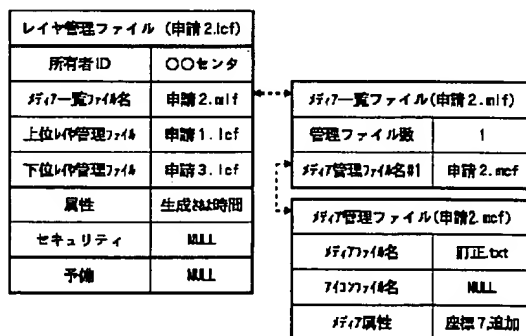 レイヤ管理ファイル (申請2.lcf)
所有者ID ○○センタ
メディア一覧ファイル名 申請2.mlf
上位レイヤ管理ファイル 申請1.lcf
下位レイヤ管理ファイル 申請3.lcf
属性 生成および時間
セキュリティ NULL
予備 NULL
メディア一覧ファイル(申請2.mlf)
管理ファイル数 1
メディア管理ファイル名#1 申請2.mcf
メディア管理ファイル(申請2.mcf)
メディアファイル名 訂正.txt
アイコンファイル名 NULL
メディア属性 座標7,追加